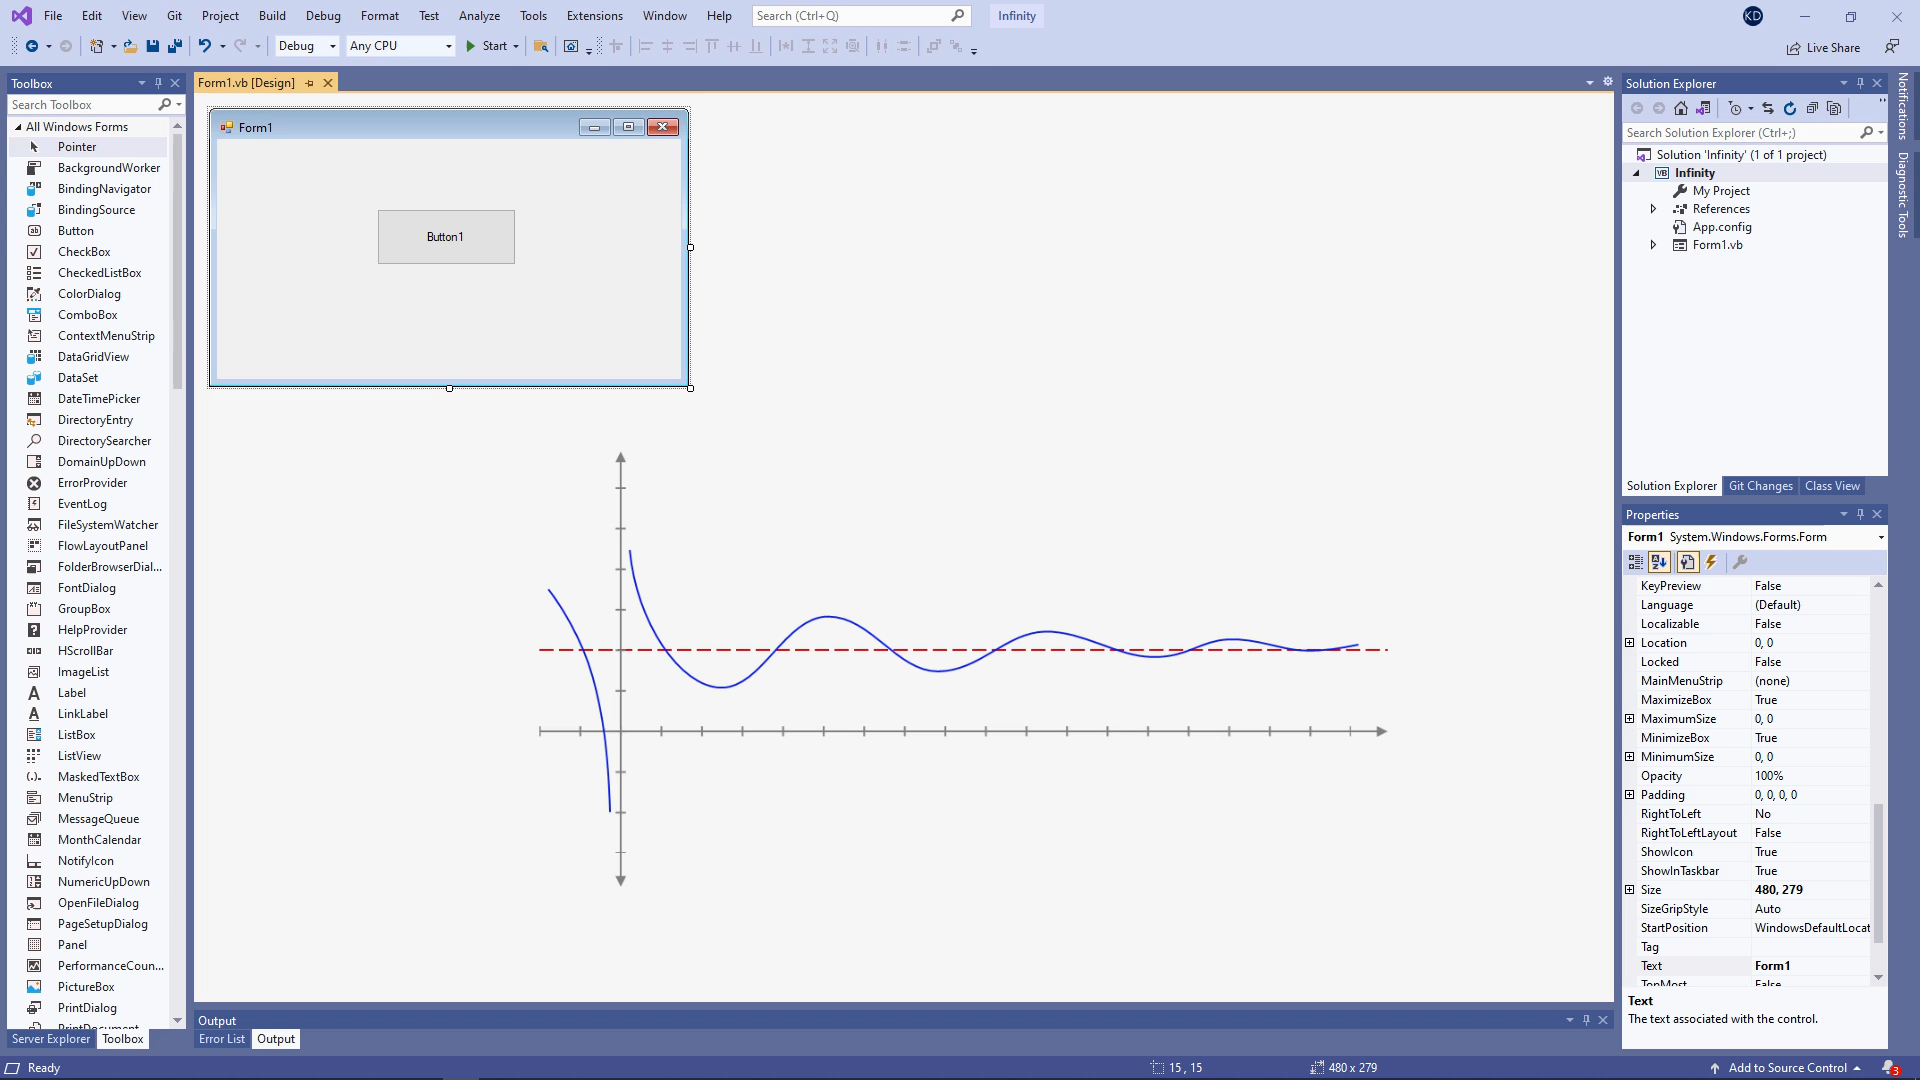 File Edit View Git Project Build Debug Format Test Analyze Tools Extensions Window Help Search (Ctrl+Q) Infinity KD
Debug Any CPU Start Live Share
Toolbox
Search Toolbox
All Windows Forms
Pointer
BackgroundWorker
BindingNavigator
BindingSource
Button
CheckBox
CheckedListBox
ColorDialog
ComboBox
ContextMenuStrip
DataGridView
DataSet
DateTimePicker
DirectoryEntry
DirectorySearcher
DomainUpDown
ErrorProvider
EventLog
FileSystemWatcher
FlowLayoutPanel
FolderBrowserDial...
FontDialog
GroupBox
HelpProvider
HScrollBar
ImageList
Label
LinkLabel
ListBox
ListView
MaskedTextBox
MenuStrip
MessageQueue
MonthCalendar
NotifyIcon
NumericUpDown
OpenFileDialog
PageSetupDialog
Panel
PerformanceCoun...
PictureBox
PrintDialog
PrintDocument
Server Explorer Toolbox
Form1.vb [Design]
Form1
Button1
Output
Error List Output
Solution Explorer
Search Solution Explorer (Ctrl+;)
Solution 'Infinity' (1 of 1 project)
VB Infinity
My Project
References
App.config
Form1.vb
Solution Explorer Git Changes Class View
Properties
Form1 System.Windows.Forms.Form
KeyPreview False
Language (Default)
Localizable False
Location 0, 0
Locked False
MainMenuStrip (none)
MaximizeBox True
MaximumSize 0, 0
MinimizeBox True
MinimumSize 0, 0
Opacity 100%
Padding 0, 0, 0, 0
RightToLeft No
RightToLeftLayout False
ShowIcon True
ShowInTaskbar True
Size 480, 279
SizeGripStyle Auto
StartPosition WindowsDefaultLocat
Tag
Text Form1
TopMost False
Text
The text associated with the control.
Notifications
Diagnostic Tools
Ready 15 , 15 480 x 279 Add to Source Control 3